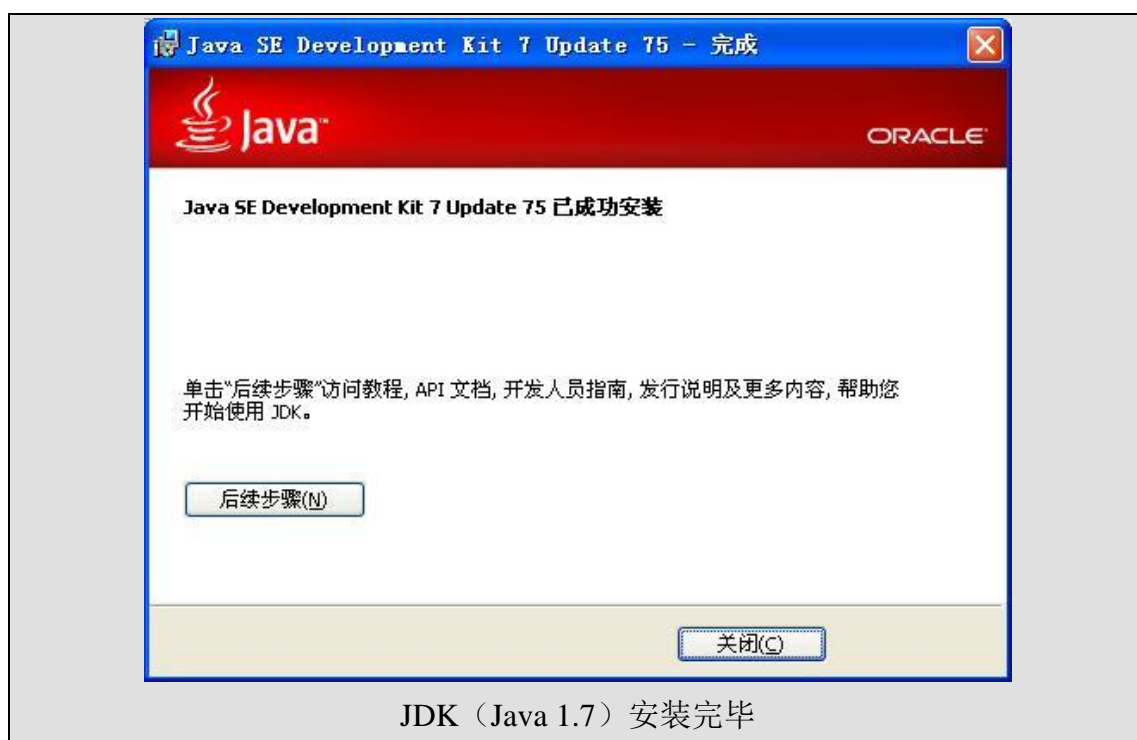 Java SE Development Kit 7 Update 75 - 完成
Java™
ORACLE
Java SE Development Kit 7 Update 75 已成功安装
单击"后续步骤"访问教程, API 文档, 开发人员指南, 发行说明及更多内容, 帮助您
开始使用 JDK。
后续步骤(N)
关闭(C)
JDK（Java 1.7）安装完毕